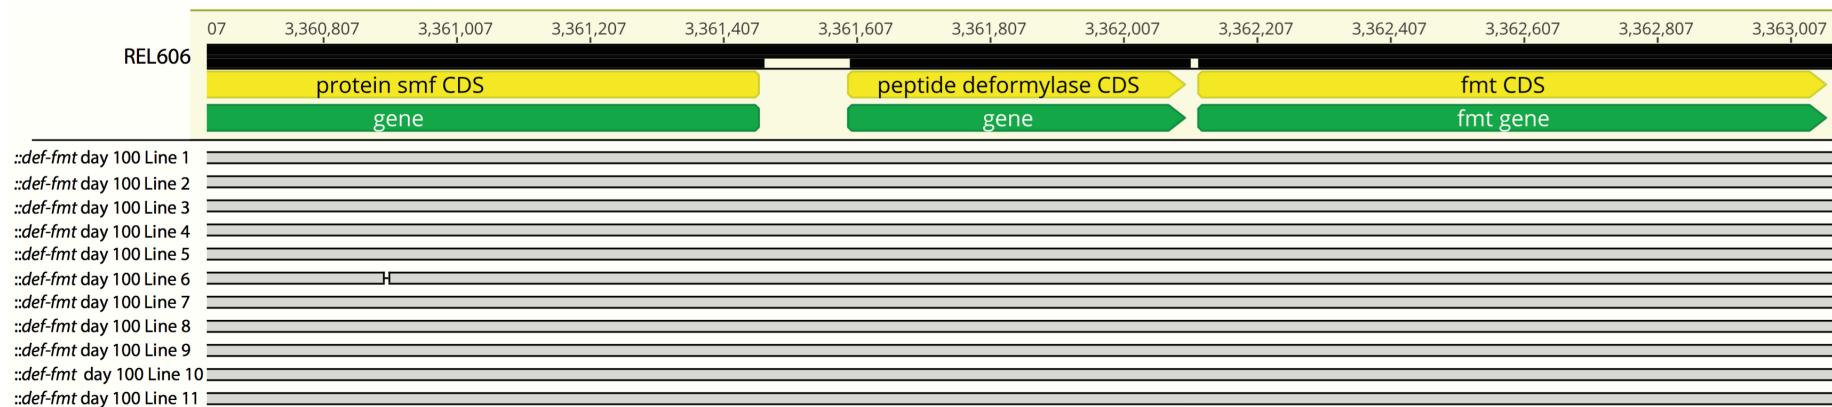 07 3,360,807 3,361,007 3,361,207 3,361,407 3,361,607 3,361,807 3,362,007 3,362,207 3,362,407 3,362,607 3,362,807 3,363,007
REL606
protein smf CDS peptide deformylase CDS fmt CDS
gene gene fmt gene
::def-fmt day 100 Line 1
::def-fmt day 100 Line 2
::def-fmt day 100 Line 3
::def-fmt day 100 Line 4
::def-fmt day 100 Line 5
::def-fmt day 100 Line 6
::def-fmt day 100 Line 7
::def-fmt day 100 Line 8
::def-fmt day 100 Line 9
::def-fmt day 100 Line 10
::def-fmt day 100 Line 11